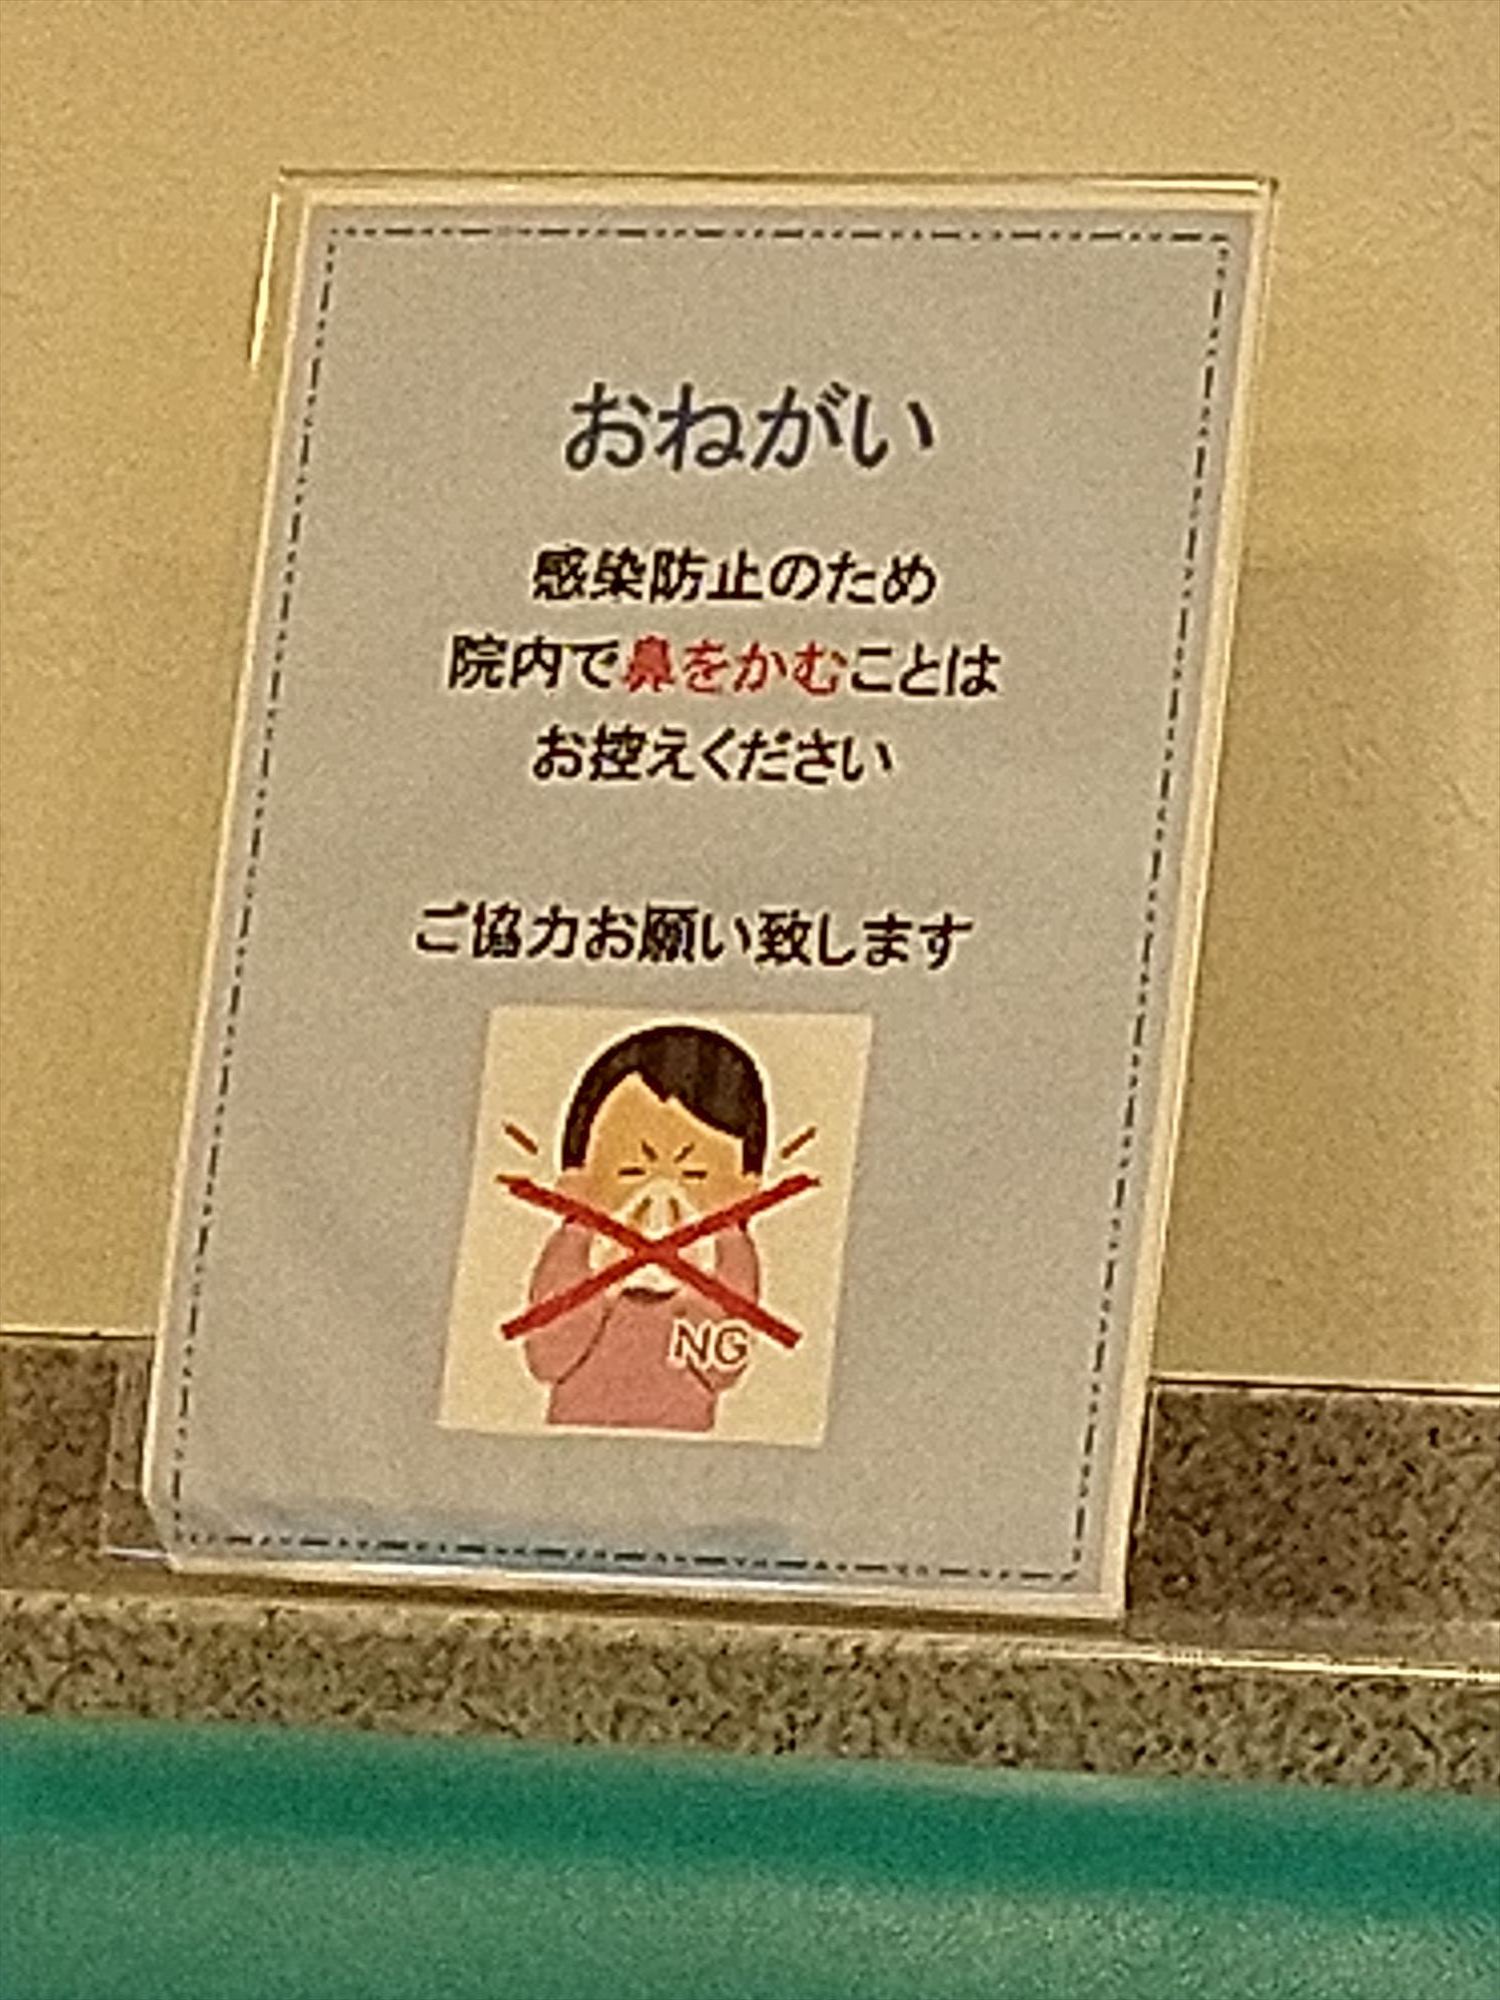 おねがい
感染防止のため
院内で鼻をかむことは
お控えください
ご協力お願い致します
NG